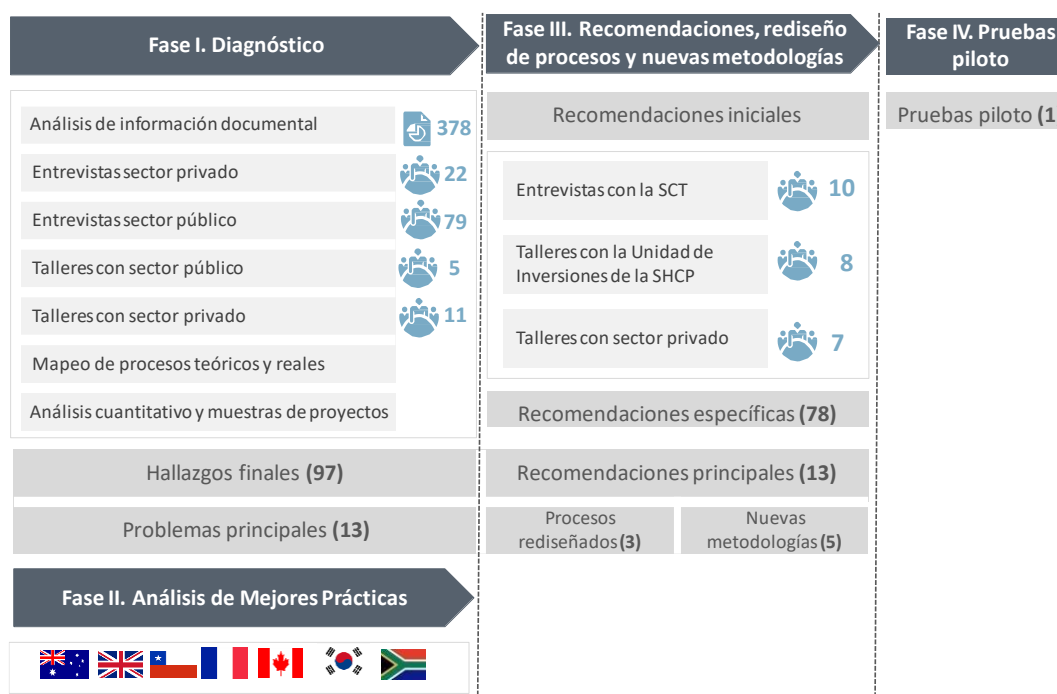 Fase I. Diagnóstico
Análisis de información documental
378
Entrevistas sector privado
22
Entrevistas sector público
79
Talleres con sector público
5
Talleres con sector privado
11
Mapeo de procesos teóricos y reales
Análisis cuantitativo y muestras de proyectos
Hallazgos finales (97)
Problemas principales (13)
Fase II. Análisis de Mejores Prácticas
Fase III. Recomendaciones, rediseño
de procesos y nuevas metodologías
Recomendaciones iniciales
Entrevistas con la SCT
10
Talleres con la Unidad de
Inversiones de la SHCP
8
Talleres con sector privado
7
Recomendaciones específicas (78)
Recomendaciones principales (13)
Procesos
rediseñados (3)
Nuevas
metodologías (5)
Fase IV. Pruebas
piloto
Pruebas piloto